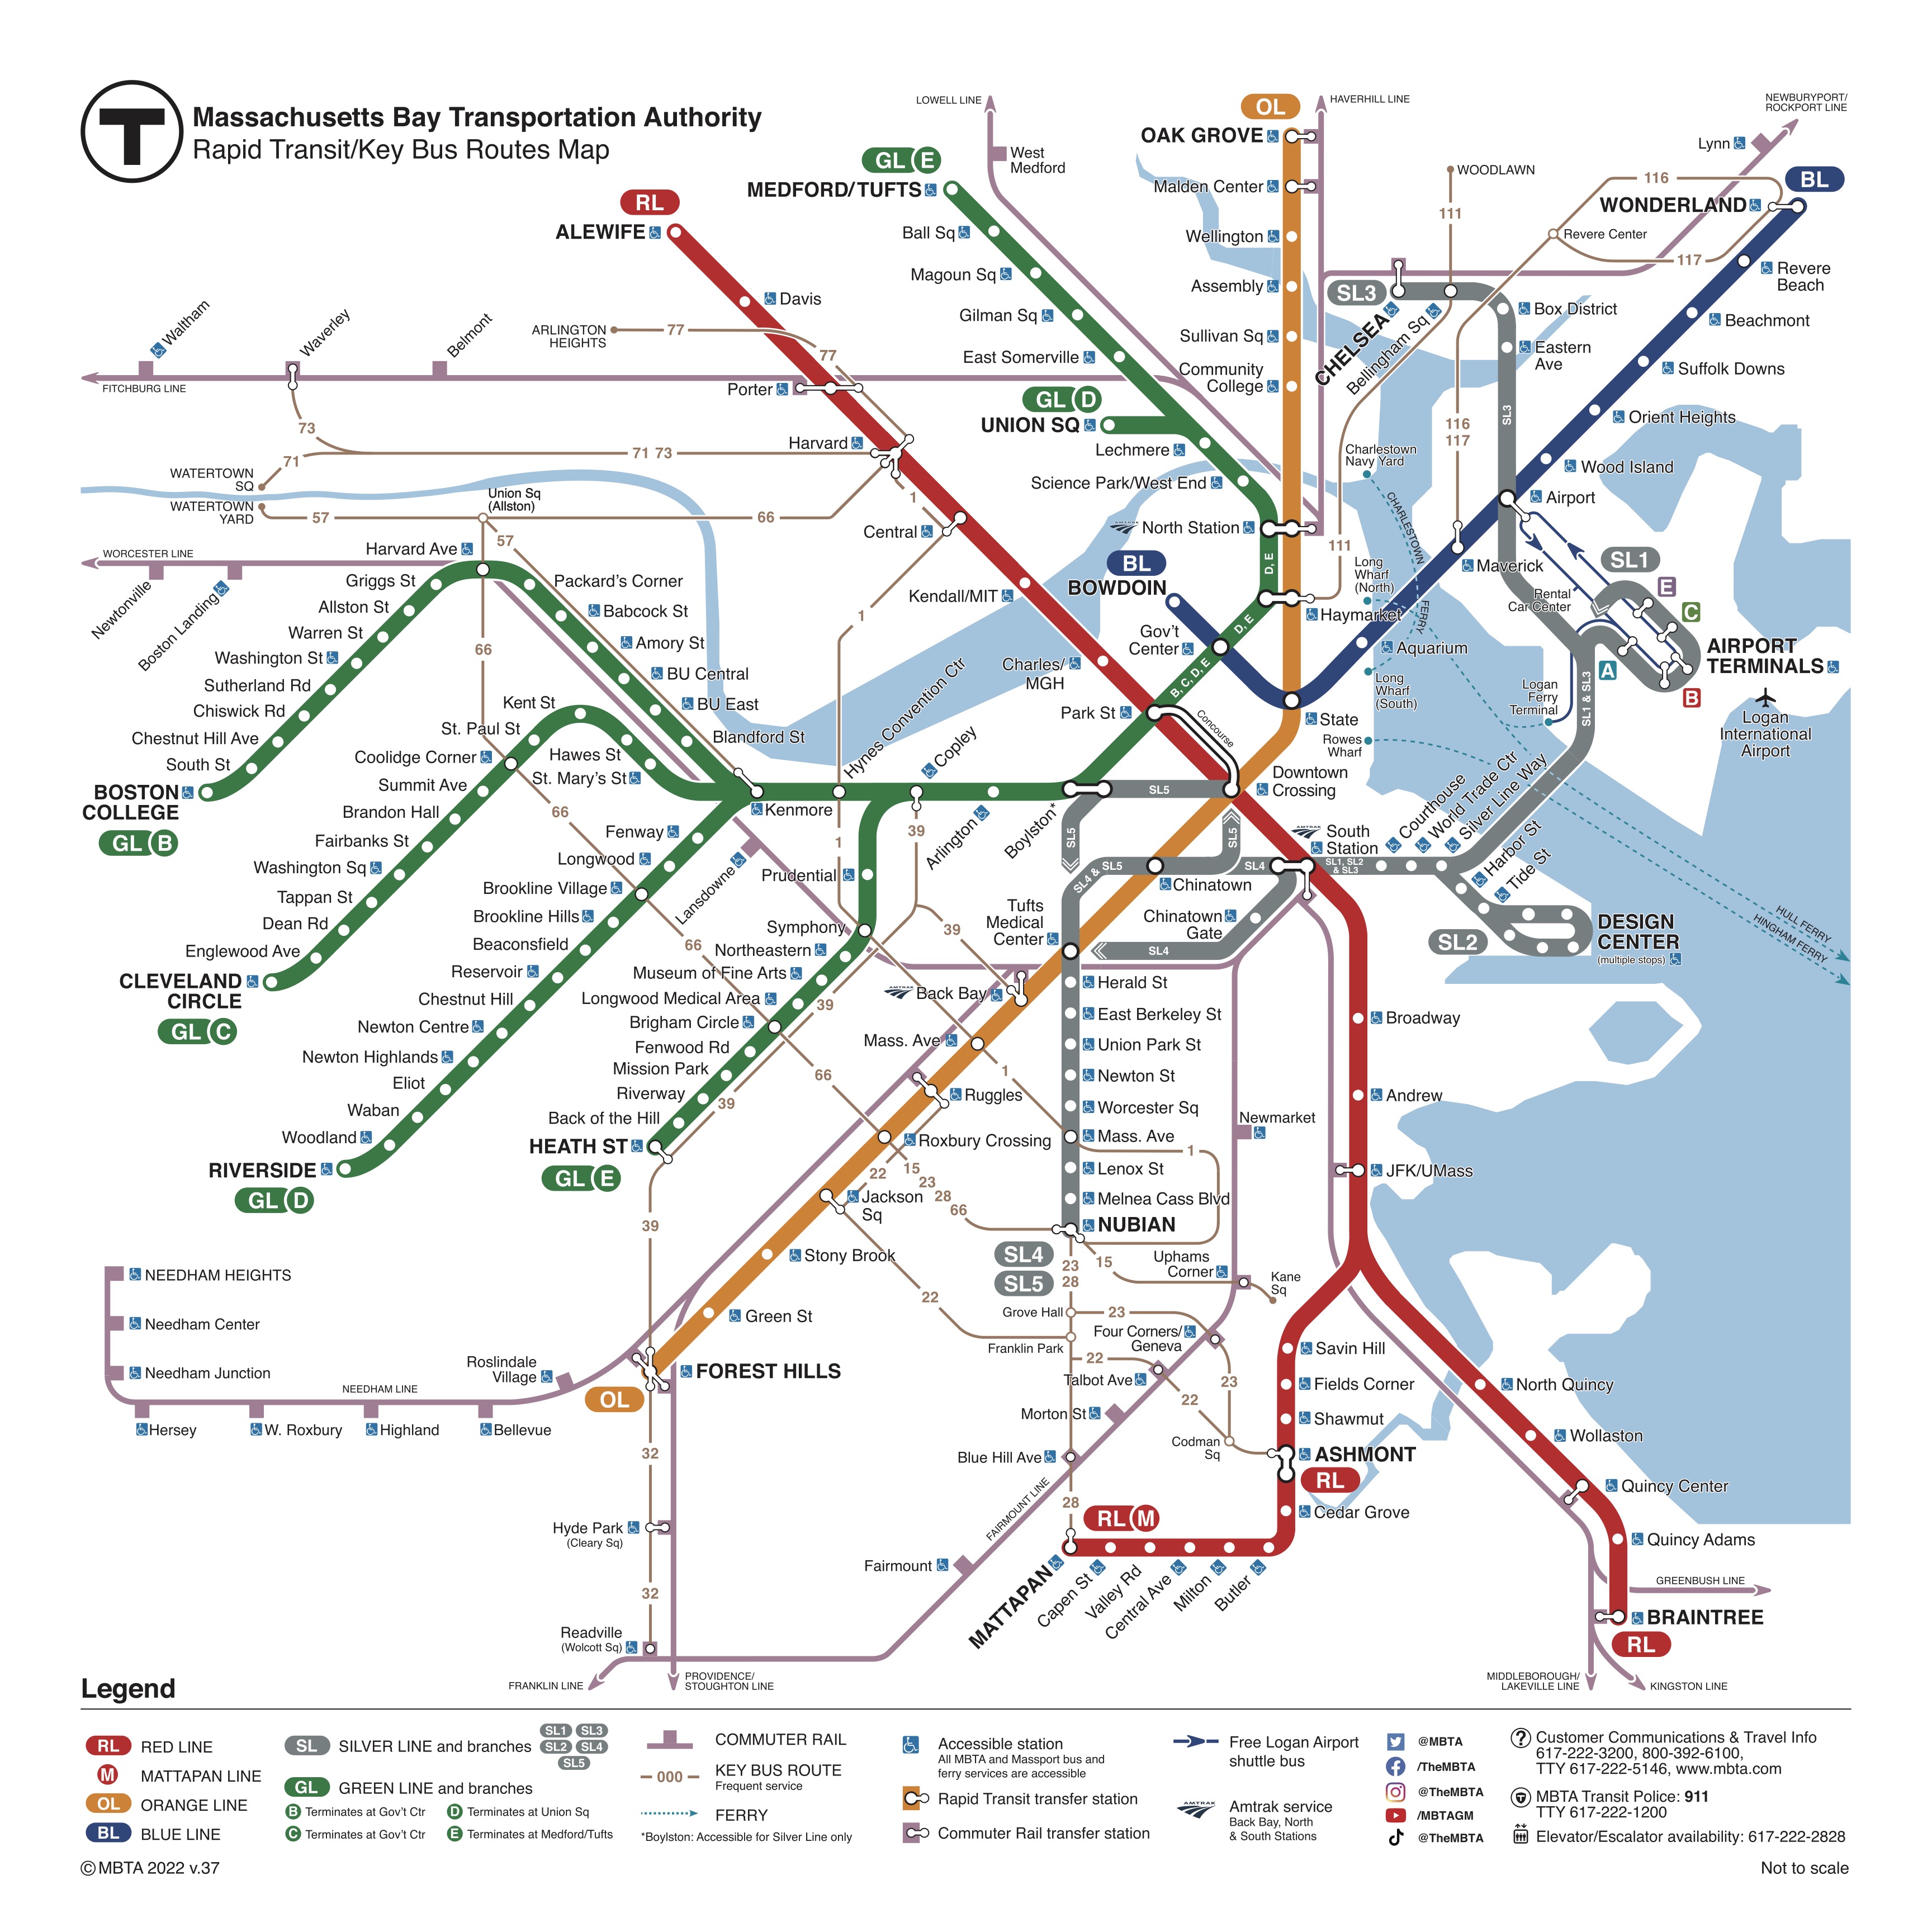 T
Massachusetts Bay Transportation Authority
Rapid Transit/Key Bus Routes Map
LOWELL LINE
West
Medford
OL
OAK GROVE
HAVERHILL LINE
NEWBURYPORT/
ROCKPORT LINE
Lynn
GL E
MEDFORD/TUFTS
Malden Center
WOODLAWN
116
BL
WONDERLAND
RL
ALEWIFE
Ball Sq
Wellington
111
Revere Center
117
Magoun Sq
Assembly
SL3
CHELSEA
Bellingham Sq
Revere
Beach
Davis
Gilman Sq
Sullivan Sq
Box District
Beachmont
ARLINGTON
HEIGHTS
77
77
East Somerville
Community
College
Eastern
Ave
Suffolk Downs
Waltham
Waverley
Belmont
FITCHBURG LINE
Porter
GL D
UNION SQ
SL3
Orient Heights
116
117
73
Harvard
Lechmere
Charlestown
Navy Yard
Wood Island
71
71 73
WATERTOWN
SQ
Science Park/West End
Airport
WATERTOWN
YARD
57
Union Sq
(Allston)
66
1
Central
North Station
CHARLESTOWN
FERRY
111
57
WORCESTER LINE
Harvard Ave
Newtonville
Boston Landing
Griggs St
Packard's Corner
BL
BOWDOIN
D, E
Long
Wharf
(North)
Maverick
SL1
E
C
Rental
Car Center
Allston St
Babcock St
Kendall/MIT
Haymarket
Warren St
Amory St
1
Gov't
Center
D, E
Aquarium
AIRPORT
TERMINALS
66
Washington St
BU Central
Charles/
MGH
B, C, D, E
A
B
Sutherland Rd
BU East
Long
Wharf
(South)
Logan
Ferry
Terminal
SL1 & SL3
Chiswick Rd
Kent St
Park St
Concourse
State
Logan
International
Airport
Chestnut Hill Ave
St. Paul St
Blandford St
Hynes Convention Ctr
Copley
Rowes
Wharf
South St
Coolidge Corner
Hawes St
Summit Ave
St. Mary's St
Downtown
Crossing
BOSTON
COLLEGE
GL B
Brandon Hall
66
Kenmore
SL5
Courthouse
World Trade Ctr
Silver Line Way
Fairbanks St
Fenway
1
39
Arlington
Boylston*
SL5
SL5
South
Station
Harbor St
Tide St
Washington Sq
Longwood
Lansdowne
Prudential
SL4 & SL5
SL4
SL1, SL2
& SL3
Tappan St
Brookline Village
Chinatown
Dean Rd
Brookline Hills
Symphony
39
Tufts
Medical
Center
Chinatown
Gate
SL2
DESIGN
CENTER
(multiple stops)
HULL FERRY
HINGHAM FERRY
Englewood Ave
Beaconsfield
66
Northeastern
SL4
CLEVELAND
CIRCLE
GL C
Reservoir
Museum of Fine Arts
Back Bay
Herald St
Chestnut Hill
Longwood Medical Area
39
East Berkeley St
Broadway
Newton Centre
Brigham Circle
Mass. Ave
Union Park St
Newton Highlands
Fenwood Rd
1
Newton St
Eliot
Mission Park
66
Ruggles
Worcester Sq
Andrew
Waban
Riverway
39
Newmarket
Woodland
Back of the Hill
Roxbury Crossing
Mass. Ave
1
RIVERSIDE
GL D
HEATH ST
GL E
22
15
23
28
66
Lenox St
JFK/UMass
Jackson
Sq
Melnea Cass Blvd
39
NUBIAN
SL4
SL5
23
28
15
Uphams
Corner
Kane
Sq
NEEDHAM HEIGHTS
Stony Brook
22
Grove Hall
23
Needham Center
Green St
Franklin Park
Four Corners/
Geneva
Savin Hill
22
Needham Junction
Roslindale
Village
FOREST HILLS
OL
Talbot Ave
22
23
Fields Corner
North Quincy
NEEDHAM LINE
Hersey
W. Roxbury
Highland
Bellevue
Morton St
Shawmut
Codman
Sq
Wollaston
32
Blue Hill Ave
ASHMONT
RL
Quincy Center
28
FAIRMOUNT LINE
RL M
Cedar Grove
Hyde Park
(Cleary Sq)
Quincy Adams
Fairmount
MATTAPAN
Capen St
Valley Rd
Central Ave
Milton
Butler
GREENBUSH LINE
32
BRAINTREE
RL
Readville
(Wolcott Sq)
FRANKLIN LINE
PROVIDENCE/
STOUGHTON LINE
MIDDLEBOROUGH/
LAKEVILLE LINE
KINGSTON LINE
Legend
RL RED LINE
M MATTAPAN LINE
OL ORANGE LINE
BL BLUE LINE
SL SILVER LINE and branches
SL1 SL3
SL2 SL4
SL5
GL GREEN LINE and branches
B Terminates at Gov't Ctr
D Terminates at Union Sq
C Terminates at Gov't Ctr
E Terminates at Medford/Tufts
COMMUTER RAIL
000 KEY BUS ROUTE
Frequent service
FERRY
*Boylston: Accessible for Silver Line only
Accessible station
All MBTA and Massport bus and
ferry services are accessible
Rapid Transit transfer station
Commuter Rail transfer station
Free Logan Airport
shuttle bus
AMTRAK
Amtrak service
Back Bay, North
& South Stations
@MBTA
/TheMBTA
@TheMBTA
/MBTAGM
@TheMBTA
Customer Communications & Travel Info
617-222-3200, 800-392-6100,
TTY 617-222-5146, www.mbta.com
MBTA Transit Police: 911
TTY 617-222-1200
Elevator/Escalator availability: 617-222-2828
©MBTA 2022 v.37
Not to scale